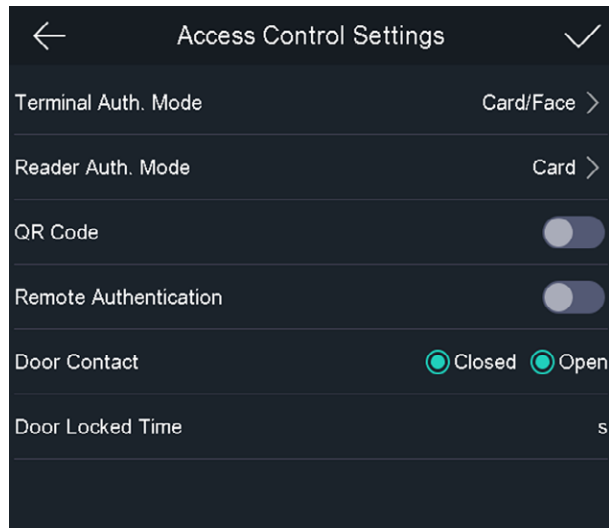 Access Control Settings
Terminal Auth. Mode Card/Face
Reader Auth. Mode Card
QR Code
Remote Authentication
Door Contact Closed Open
Door Locked Time s